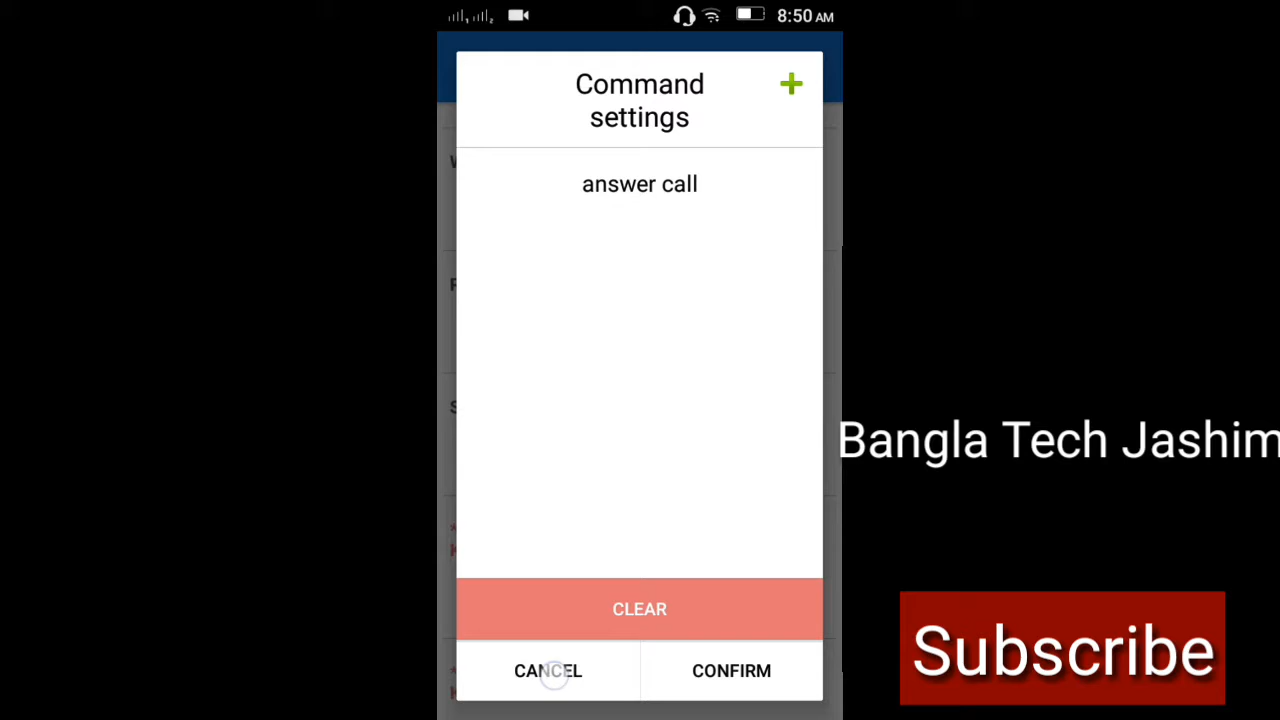 8:50 AM
Command
settings
answer call
Bangla Tech Jashim
CLEAR
Subscribe
CANCEL
CONFIRM